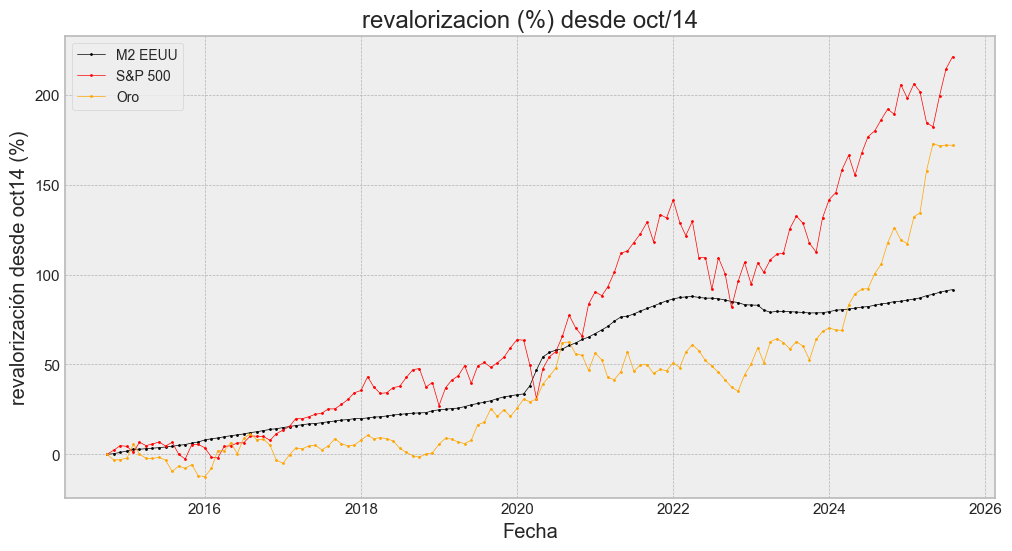 revalorizacion (%) desde oct/14
M2 EEUU
S&P 500
Oro
revalorización desde oct14 (%)
200
150
100
50
0
2016
2018
2020
2022
2024
2026
Fecha